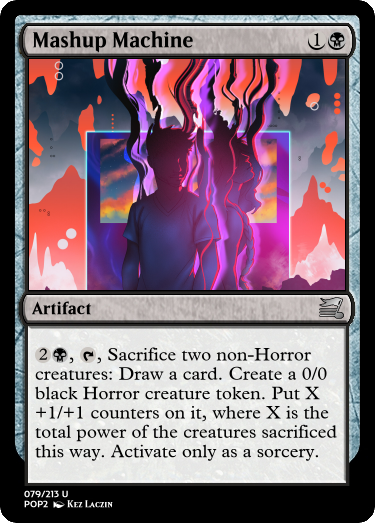 Mashup Machine 1
Artifact
2, , Sacrifice two non-Horror
creatures: Draw a card. Create a 0/0
black Horror creature token. Put X
+1/+1 counters on it, where X is the
total power of the creatures sacrificed
this way. Activate only as a sorcery.
079/213 U
POP2 Kez Laczin